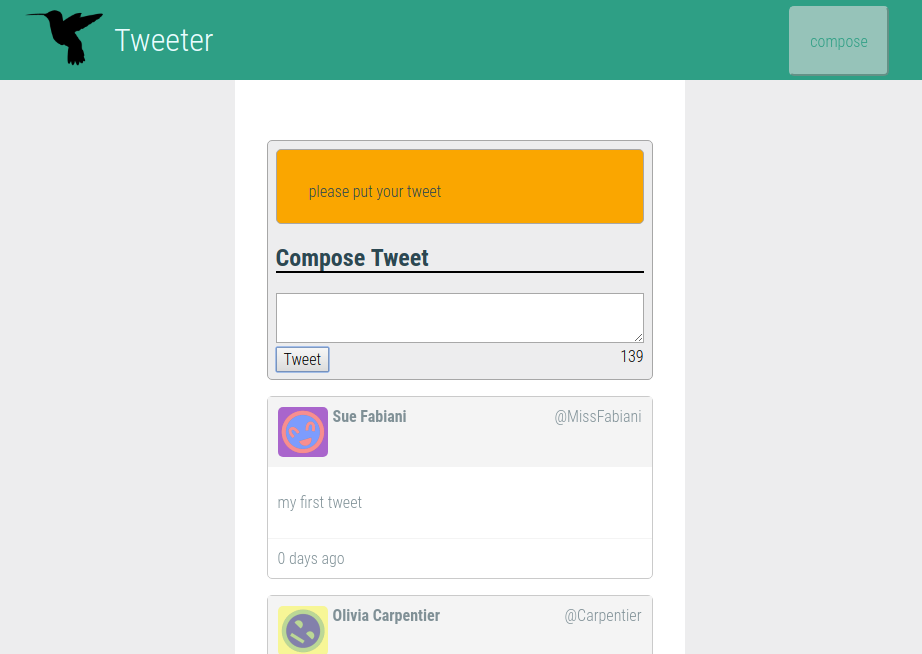 Tweeter
compose
please put your tweet
Compose Tweet
Tweet
139
Sue Fabiani
@MissFabiani
my first tweet
0 days ago
Olivia Carpentier
@Carpentier